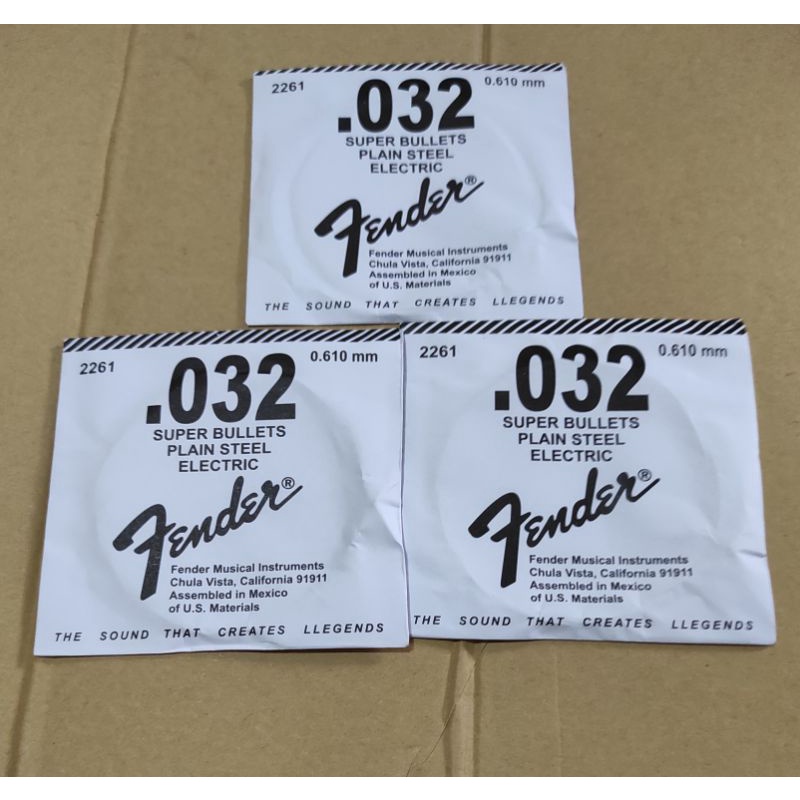 2261
0.610 mm
.032
SUPER BULLETS
PLAIN STEEL
ELECTRIC
Fender®
Fender Musical Instruments
Chula Vista, California 91911
Assembled in Mexico
of U.S. Materials
THE SOUND THAT CREATES LLEGENDS
2261
0.610 mm
.032
SUPER BULLETS
PLAIN STEEL
ELECTRIC
Fender®
Fender Musical Instruments
Chula Vista, California 91911
Assembled in Mexico
of U.S. Materials
THE SOUND THAT CREATES LLEGENDS
2261
0.610 mm
.032
SUPER BULLETS
PLAIN STEEL
ELECTRIC
Fender®
Fender Musical Instruments
Chula Vista, California 91911
Assembled in Mexico
of U.S. Materials
THE SOUND THAT CREATES LLEGENDS